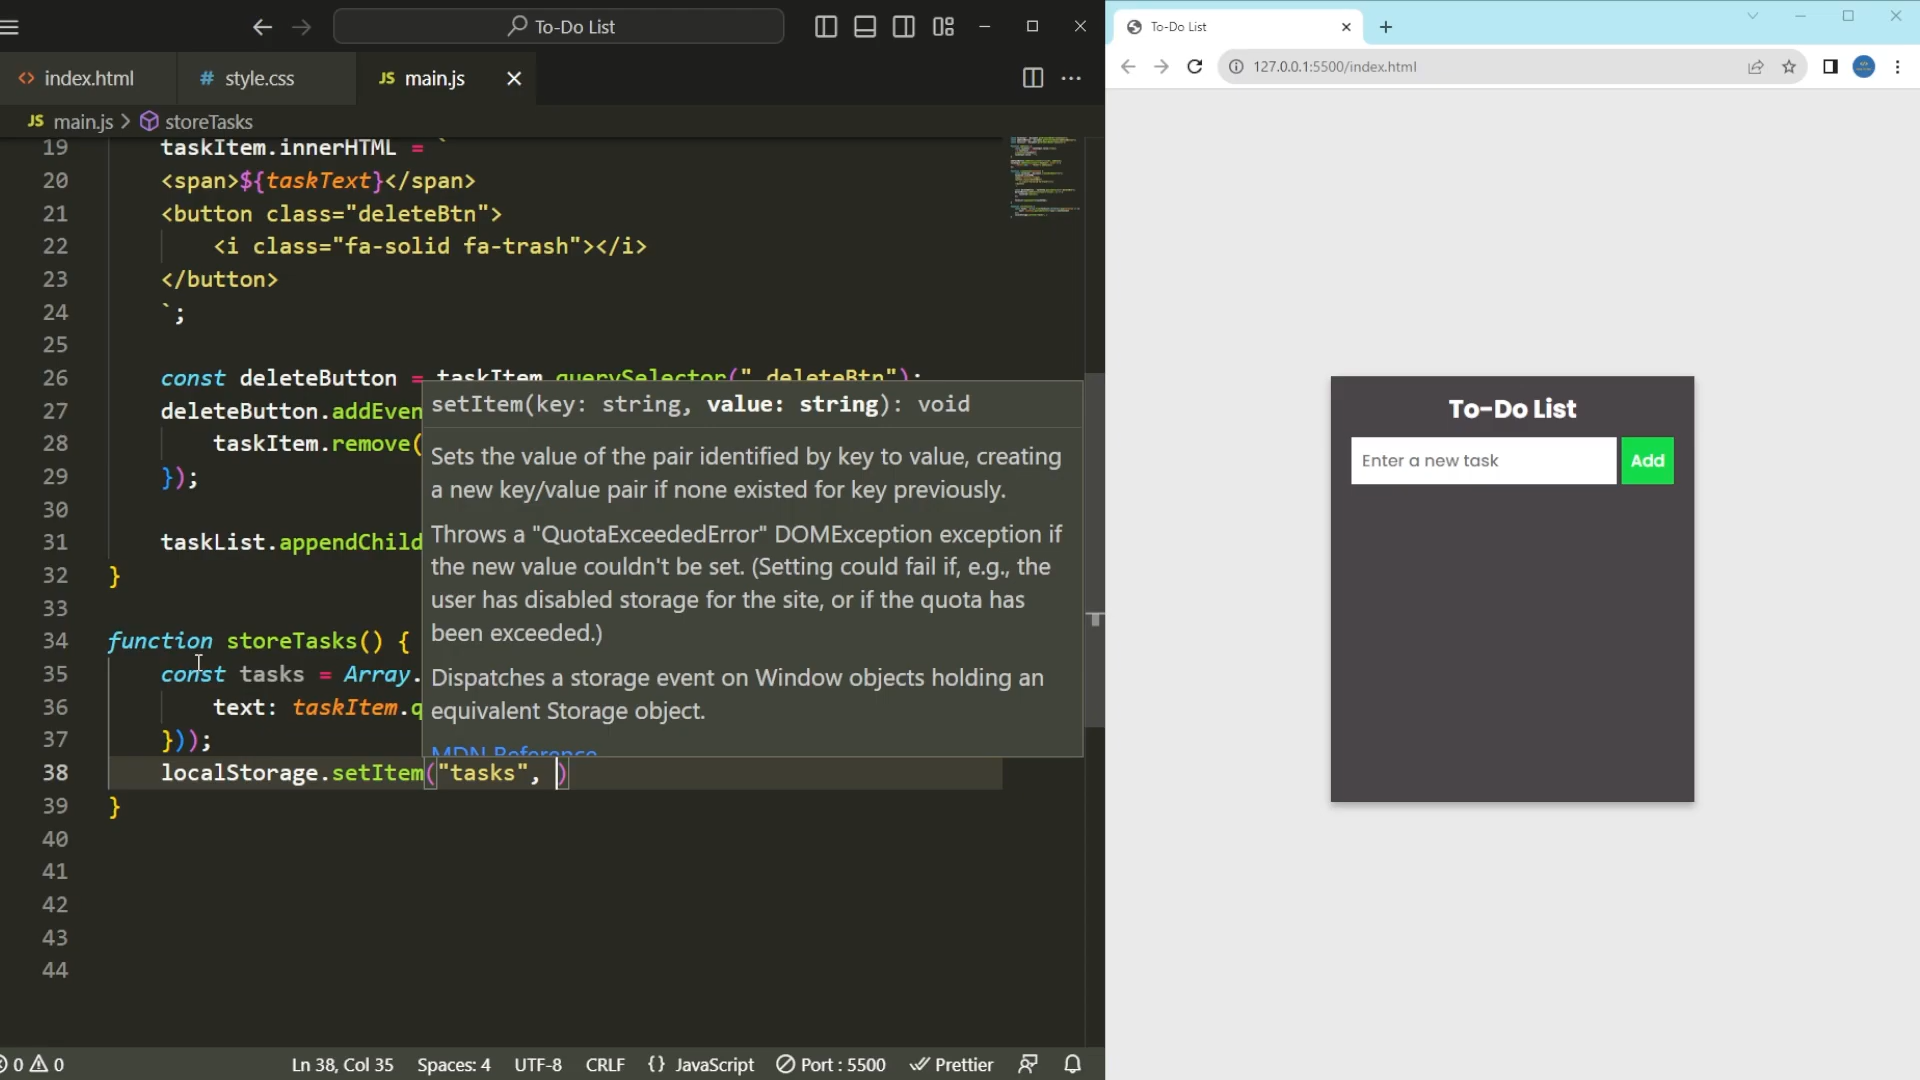 To-Do List
index.html
style.css
JS main.js
JS main.js > storeTasks
19 taskItem.innerHTML = `
20 <span>${taskText}</span>
21 <button class="deleteBtn">
22 <i class="fa-solid fa-trash"></i>
23 </button>
24 `;
25
26 const deleteButton = taskItem.querySelector(".deleteBtn");
27 deleteButton.addEven
28 taskItem.remove(
29 });
30
31 taskList.appendChild
32 }
33
34 function storeTasks() {
35 const tasks = Array.
36 text: taskItem.q
37 }));
38 localStorage.setItem("tasks", )
39 }
40
41
42
43
44
setItem(key: string, value: string): void
Sets the value of the pair identified by key to value, creating
a new key/value pair if none existed for key previously.
Throws a "QuotaExceededError" DOMException exception if
the new value couldn't be set. (Setting could fail if, e.g., the
user has disabled storage for the site, or if the quota has
been exceeded.)
Dispatches a storage event on Window objects holding an
equivalent Storage object.
MDN Reference
0 0 Ln 38, Col 35 Spaces: 4 UTF-8 CRLF {} JavaScript Port : 5500 Prettier
To-Do List
127.0.0.1:5500/index.html
To-Do List
Enter a new task
Add